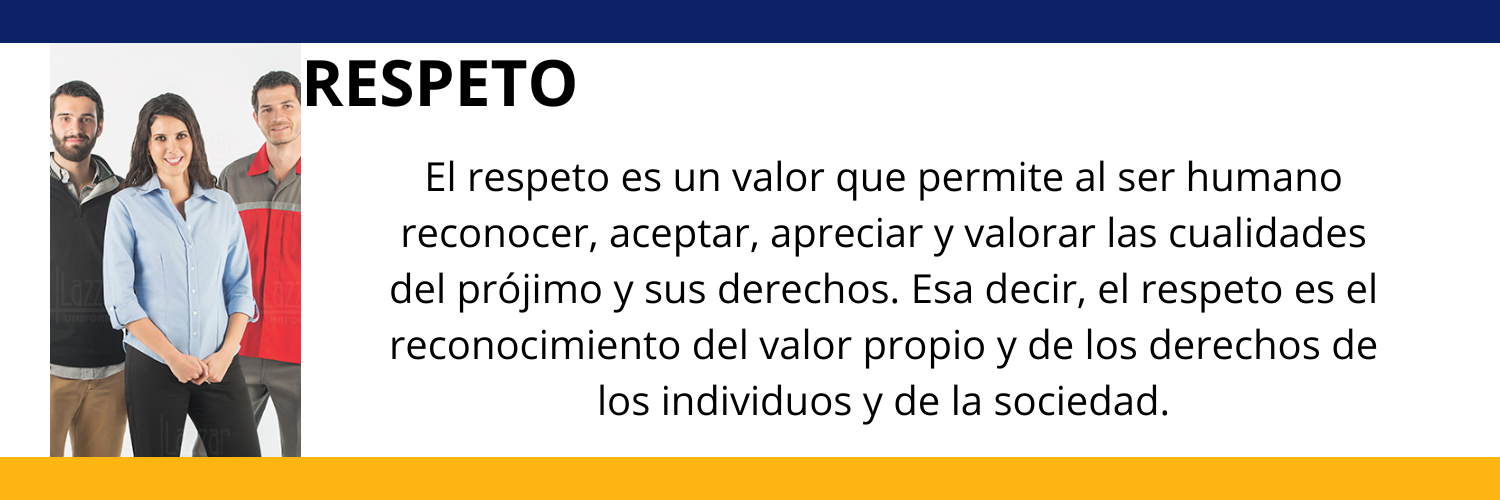 RESPETO
El respeto es un valor que permite al ser humano
reconocer, aceptar, apreciar y valorar las cualidades
del prójimo y sus derechos. Esa decir, el respeto es el
reconocimiento del valor propio y de los derechos de
los individuos y de la sociedad.